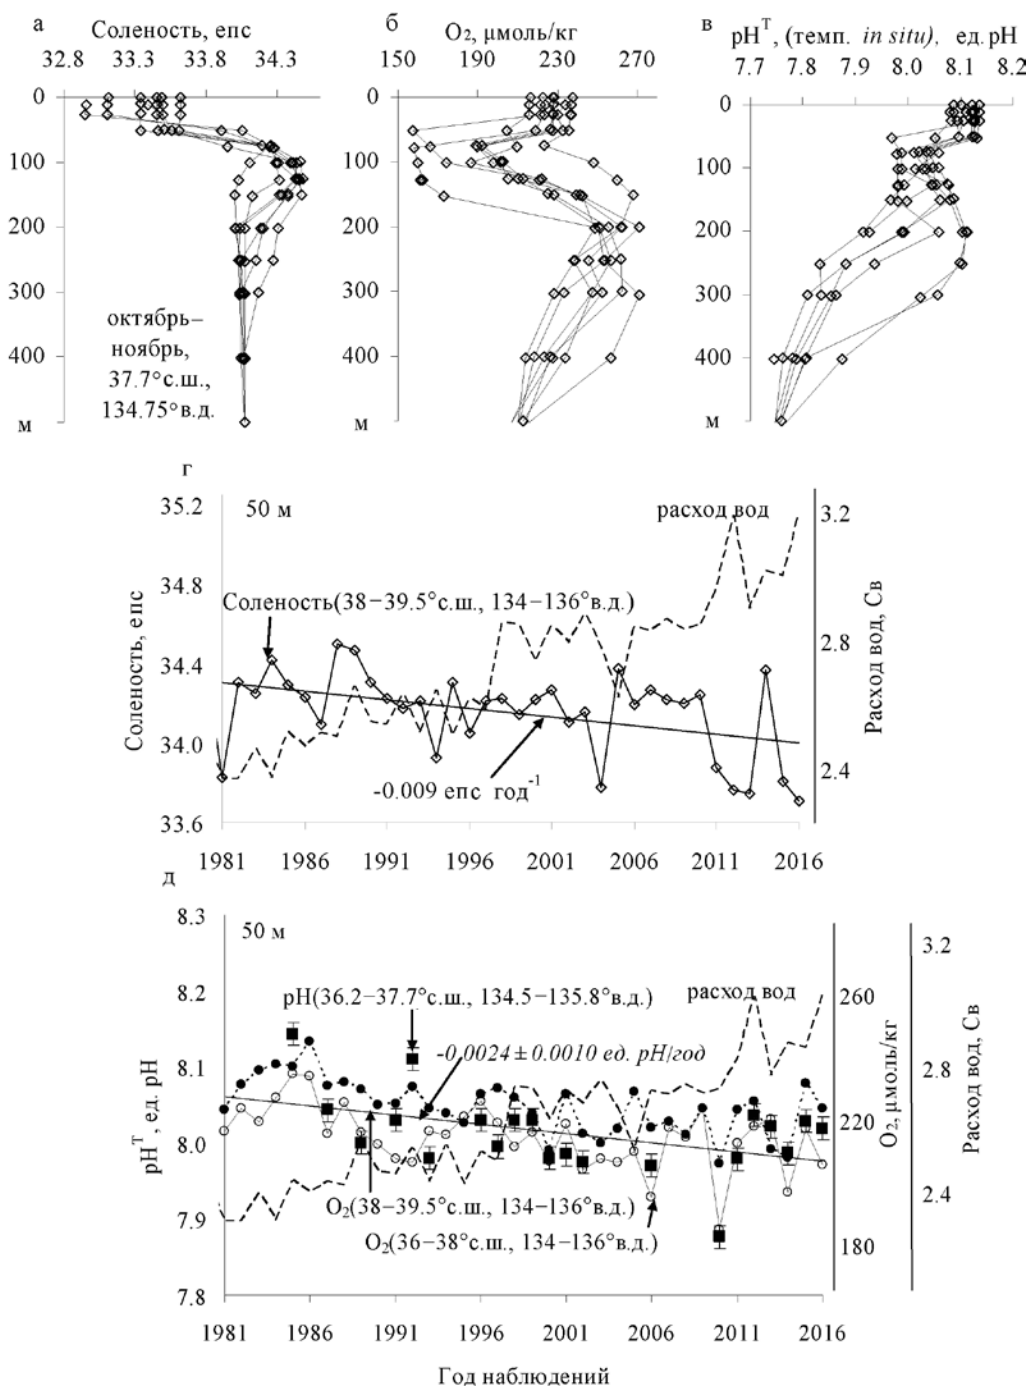 а Соленость, епс
32.8 33.3 33.8 34.3
0
100
200
300
400
м
октябрь–
ноябрь,
37.7°с.ш.,
134.75°в.д.
б O₂, μмоль/кг
150 190 230 270
0
100
200
300
400
м
в pHᵀ, (темп. in situ), ед. pH
7.7 7.8 7.9 8.0 8.1 8.2
0
100
200
300
400
м
г
50 м
расход вод
Соленость(38−39.5°с.ш., 134−136°в.д.)
-0.009 епс год⁻¹
Соленость, епс
35.2
34.8
34.4
34.0
33.6
Расход вод, Св
3.2
2.8
2.4
1981 1986 1991 1996 2001 2006 2011 2016
д
50 м
pH(36.2−37.7°с.ш., 134.5−135.8°в.д.)
расход вод
-0.0024 ± 0.0010 ед. pH/год
O₂(38−39.5°с.ш., 134−136°в.д.)
O₂(36−38°с.ш., 134−136°в.д.)
pHᵀ, ед. pH
8.3
8.2
8.1
8.0
7.9
7.8
O₂, μмоль/кг
260
220
180
Расход вод, Св
3.2
2.8
2.4
1981 1986 1991 1996 2001 2006 2011 2016
Год наблюдений